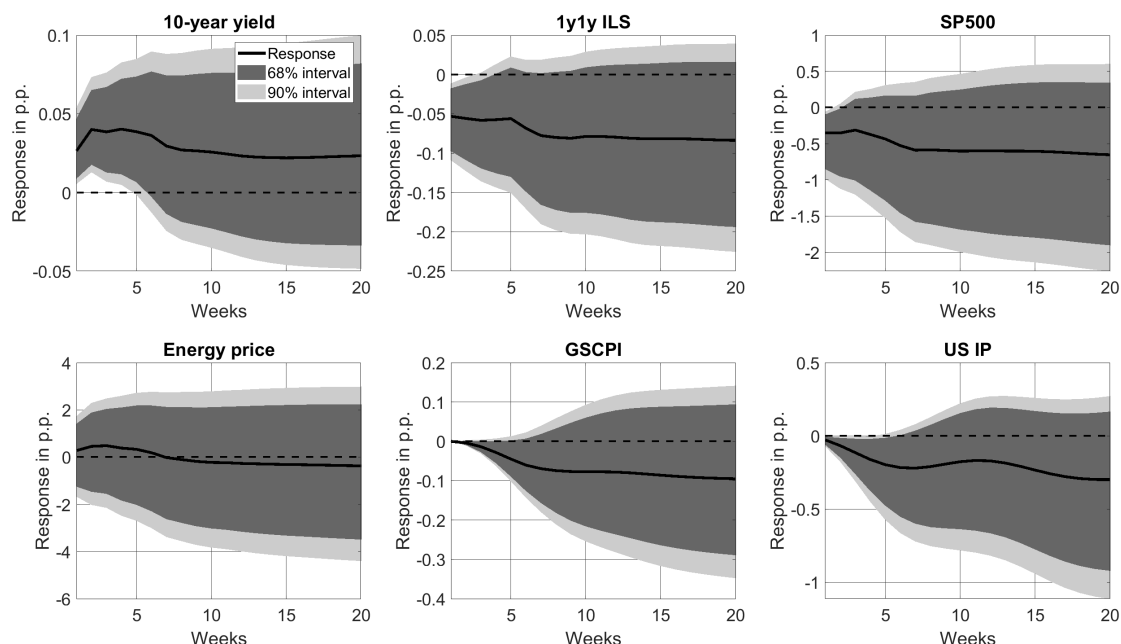 10-year yield
Response in p.p.
0.1
0.05
0
-0.05
5
10
15
20
Weeks
Response
68% interval
90% interval
1y1y ILS
Response in p.p.
0.05
0
-0.05
-0.1
-0.15
-0.2
-0.25
5
10
15
20
Weeks
SP500
Response in p.p.
1
0.5
0
-0.5
-1
-1.5
-2
5
10
15
20
Weeks
Energy price
Response in p.p.
4
2
0
-2
-4
-6
5
10
15
20
Weeks
GSCPI
Response in p.p.
0.2
0.1
0
-0.1
-0.2
-0.3
-0.4
5
10
15
20
Weeks
US IP
Response in p.p.
0.5
0
-0.5
-1
5
10
15
20
Weeks